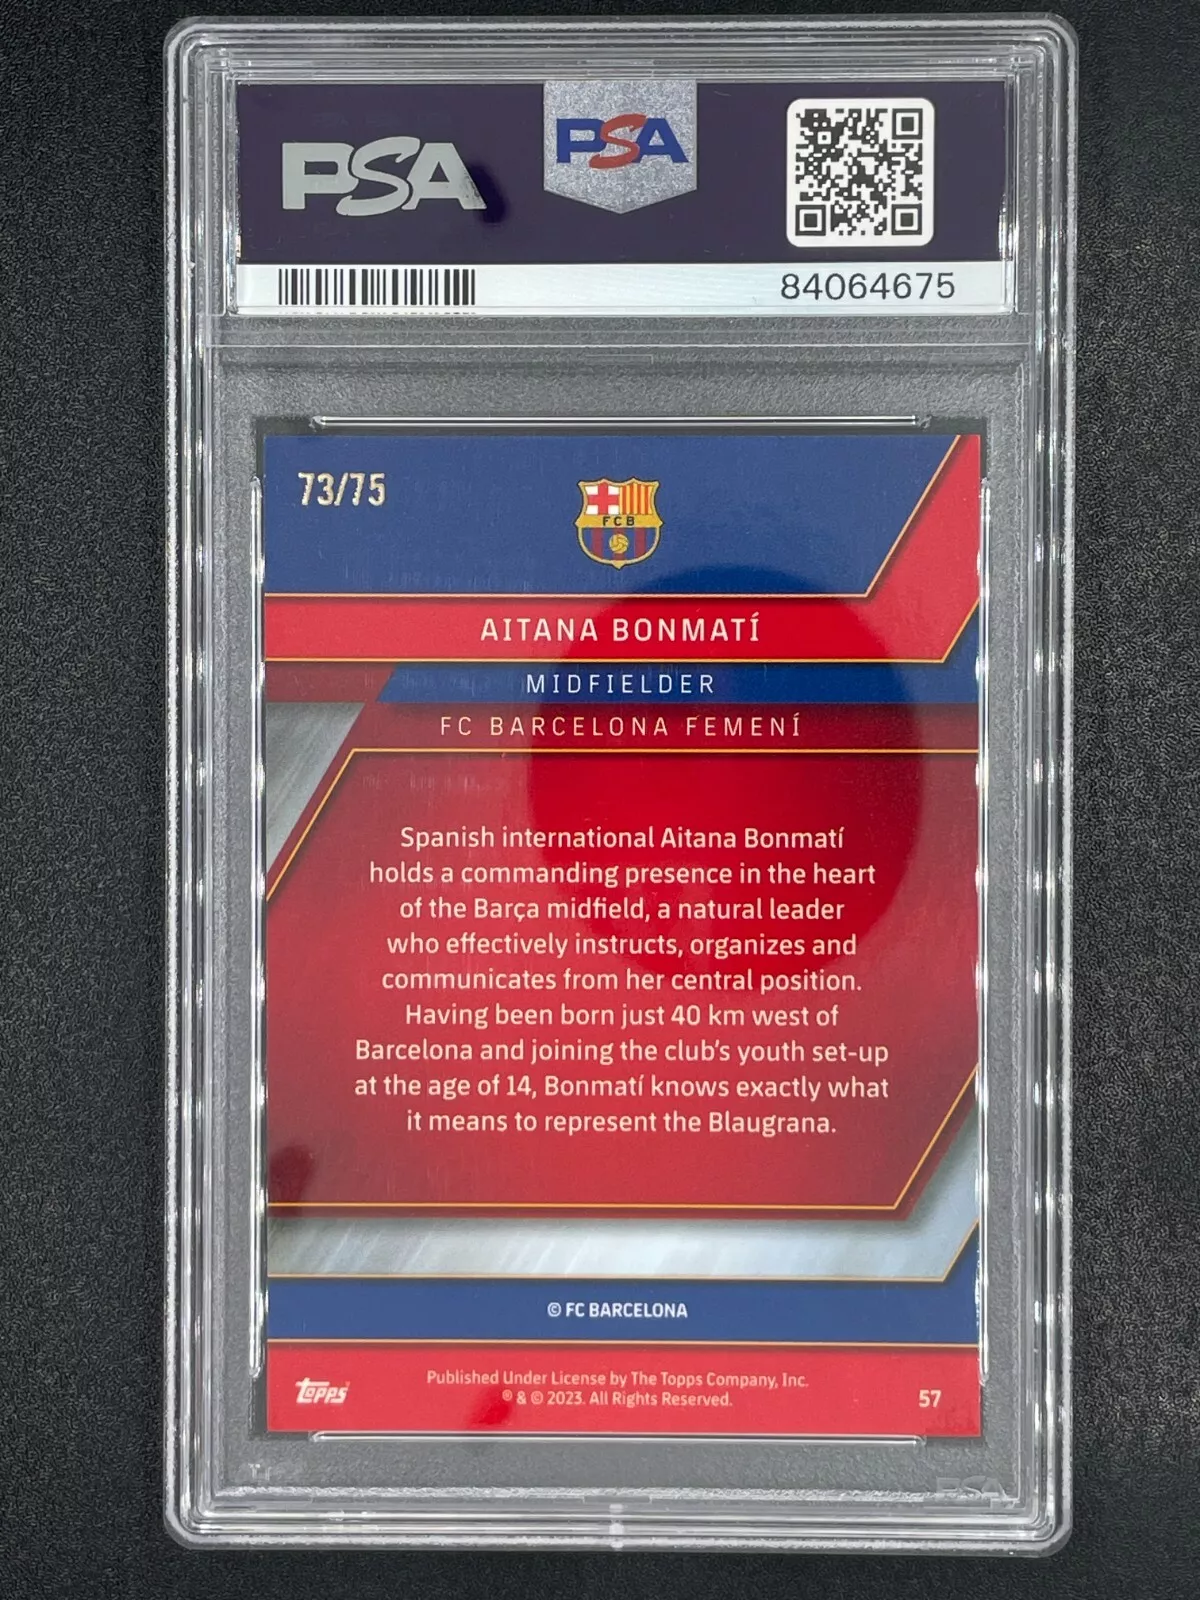 PSA
PSA
84064675
73/75
FCB
AITANA BONMATÍ
MIDFIELDER
FC BARCELONA FEMENÍ
Spanish international Aitana Bonmatí
holds a commanding presence in the heart
of the Barça midfield, a natural leader
who effectively instructs, organizes and
communicates from her central position.
Having been born just 40 km west of
Barcelona and joining the club's youth set-up
at the age of 14, Bonmatí knows exactly what
it means to represent the Blaugrana.
© FC BARCELONA
topps
Published Under License by The Topps Company, Inc.
® & © 2023. All Rights Reserved.
57
PSA